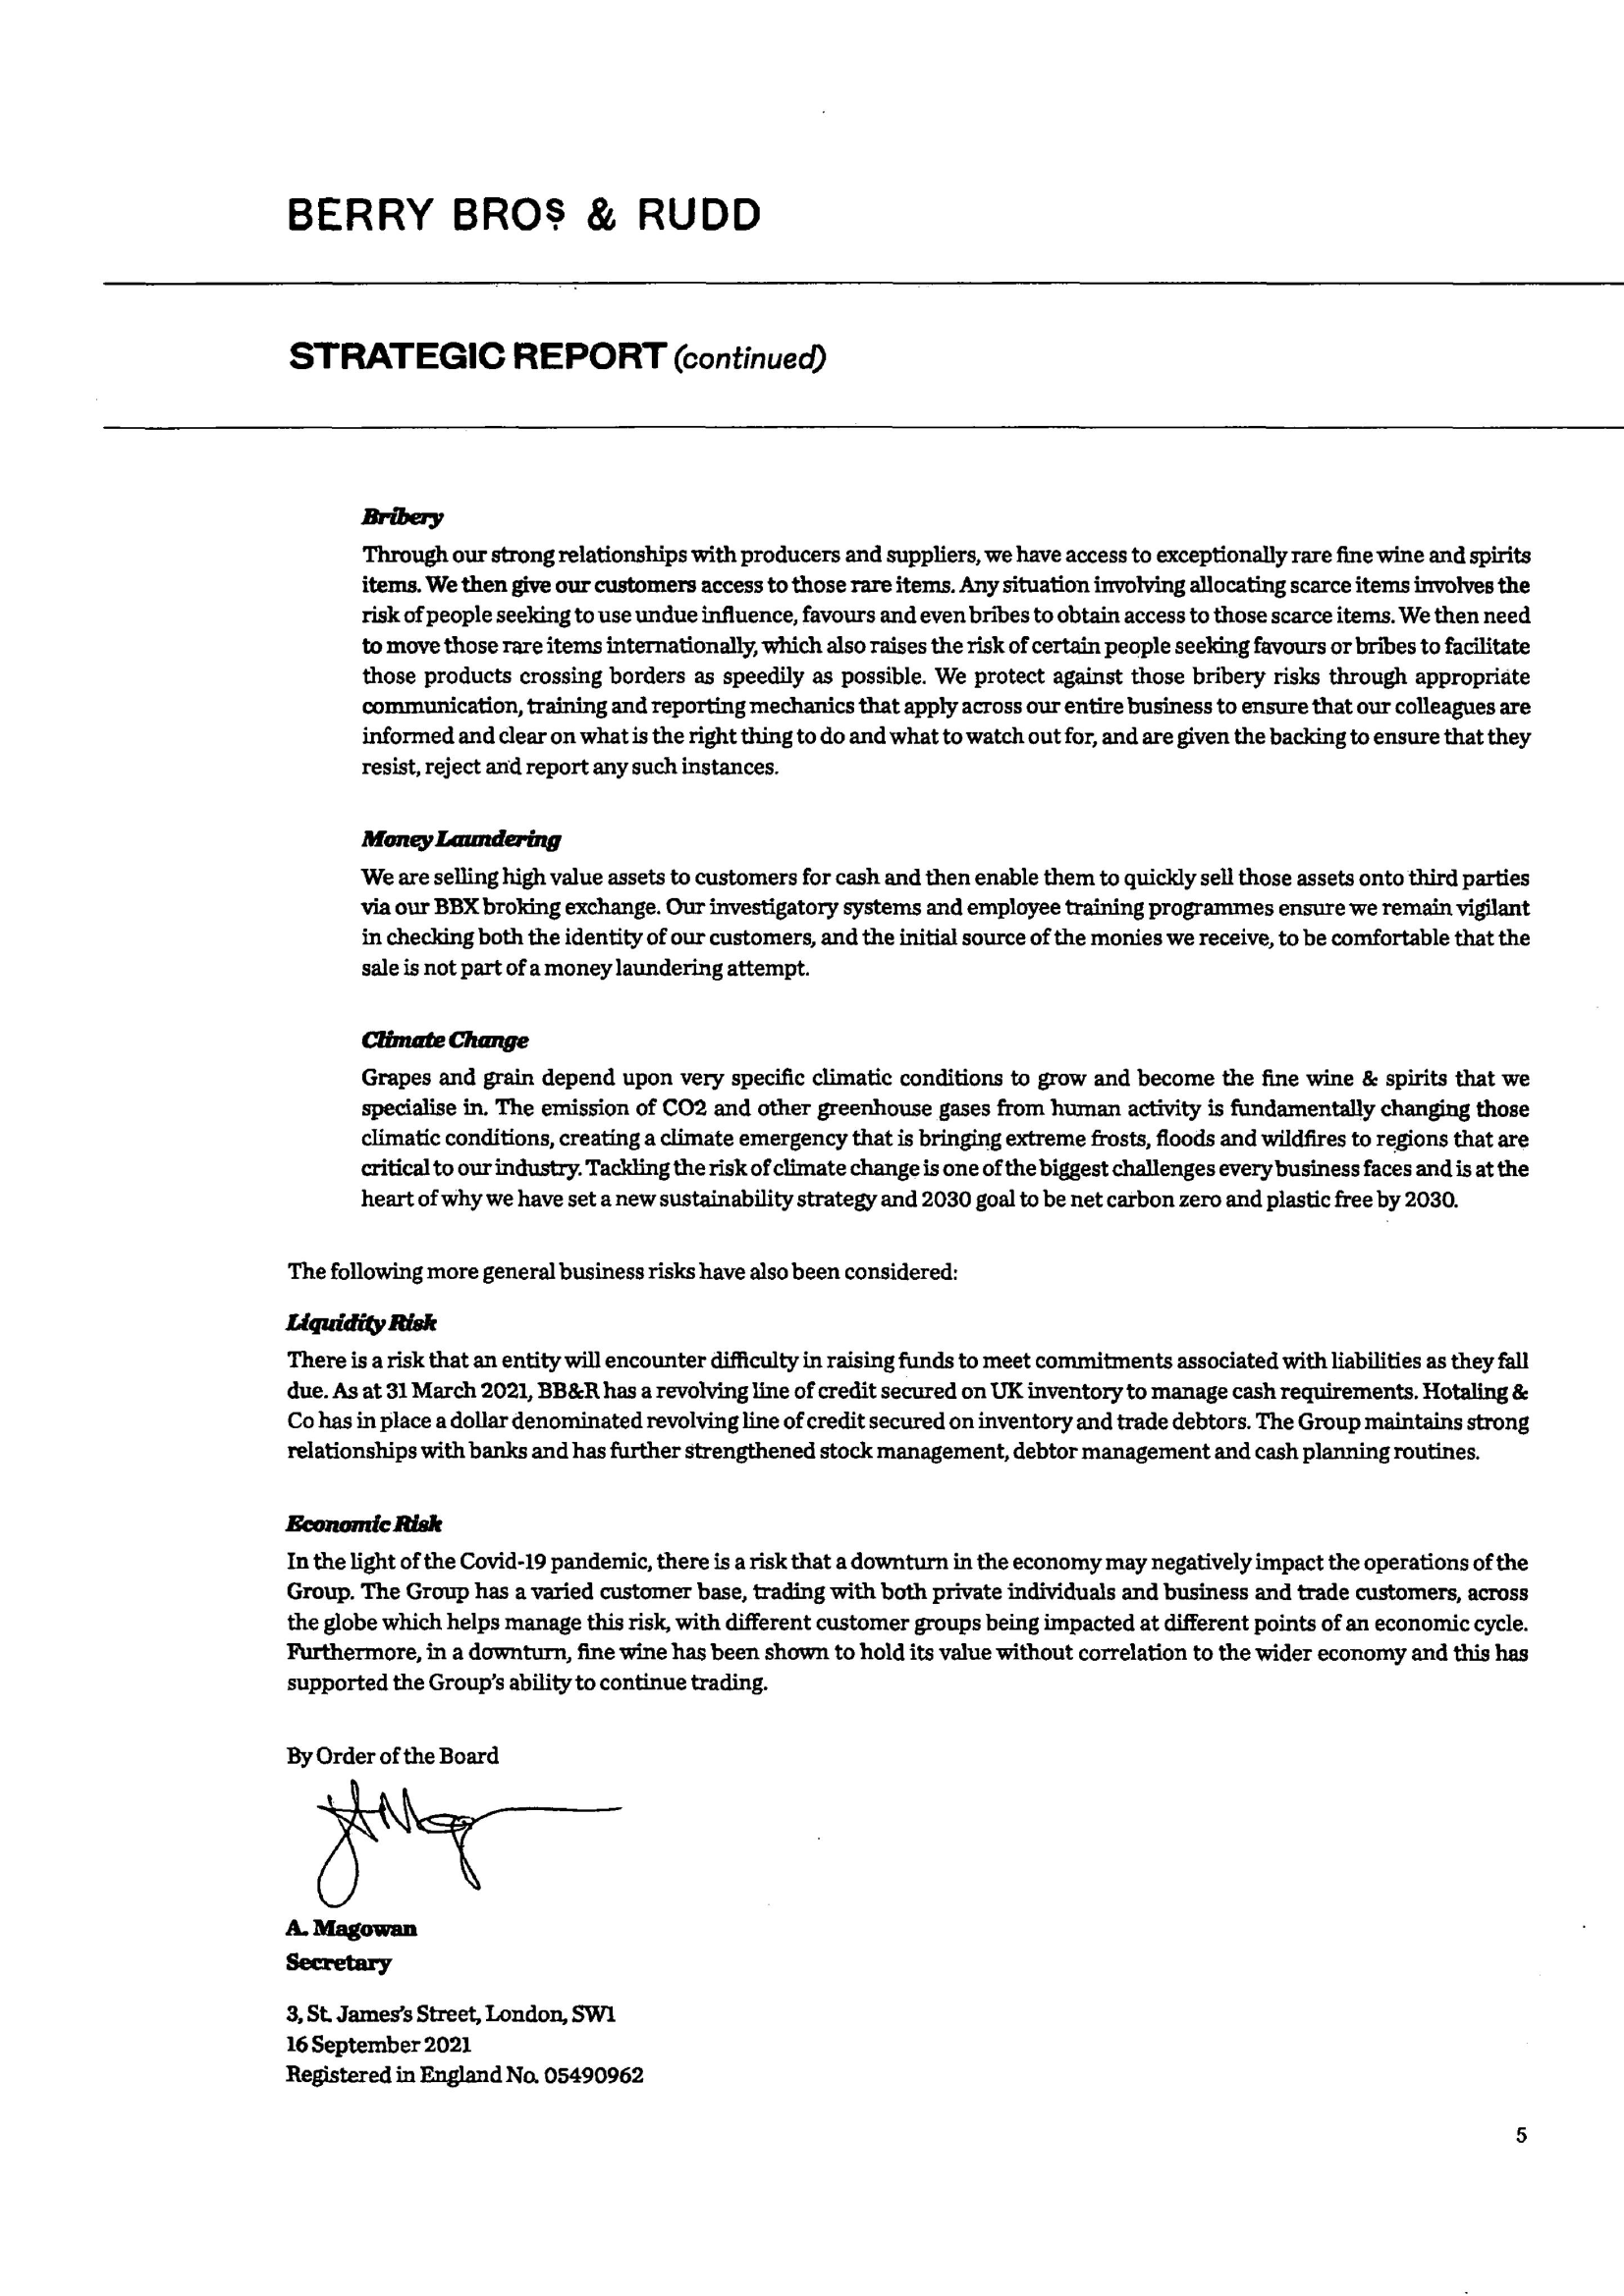 BERRY BROS & RUDD
STRATEGIC REPORT (continued)
Bribery
Through our strong relationships with producers and suppliers, we have access to exceptionally rare fine wine and spirits
items. We then give our customers access to those rare items. Any situation involving allocating scarce items involves the
risk of people seeking to use undue influence, favours and even bribes to obtain access to those scarce items. We then need
to move those rare items internationally, which also raises the risk of certain people seeking favours or bribes to facilitate
those products crossing borders as speedily as possible. We protect against those bribery risks through appropriate
communication, training and reporting mechanics that apply across our entire business to ensure that our colleagues are
informed and clear on what is the right thing to do and what to watch out for, and are given the backing to ensure that they
resist, reject and report any such instances.
Money Laundering
We are selling high value assets to customers for cash and then enable them to quickly sell those assets onto third parties
via our BBX broking exchange. Our investigatory systems and employee training programmes ensure we remain vigilant
in checking both the identity of our customers, and the initial source of the monies we receive, to be comfortable that the
sale is not part of a money laundering attempt.
Climate Change
Grapes and grain depend upon very specific climatic conditions to grow and become the fine wine & spirits that we
specialise in. The emission of CO2 and other greenhouse gases from human activity is fundamentally changing those
climatic conditions, creating a climate emergency that is bringing extreme frosts, floods and wildfires to regions that are
critical to our industry. Tackling the risk of climate change is one of the biggest challenges every business faces and is at the
heart of why we have set a new sustainability strategy and 2030 goal to be net carbon zero and plastic free by 2030.
The following more general business risks have also been considered:
Liquidity Risk
There is a risk that an entity will encounter difficulty in raising funds to meet commitments associated with liabilities as they fall
due. As at 31 March 2021, BB&R has a revolving line of credit secured on UK inventory to manage cash requirements. Hotaling &
Co has in place a dollar denominated revolving line of credit secured on inventory and trade debtors. The Group maintains strong
relationships with banks and has further strengthened stock management, debtor management and cash planning routines.
Economic Risk
In the light of the Covid-19 pandemic, there is a risk that a downturn in the economy may negatively impact the operations of the
Group. The Group has a varied customer base, trading with both private individuals and business and trade customers, across
the globe which helps manage this risk, with different customer groups being impacted at different points of an economic cycle.
Furthermore, in a downturn, fine wine has been shown to hold its value without correlation to the wider economy and this has
supported the Group's ability to continue trading.
By Order of the Board
A. Magowan
Secretary
3, St. James's Street, London, SW1
16 September 2021
Registered in England No. 05490962
5